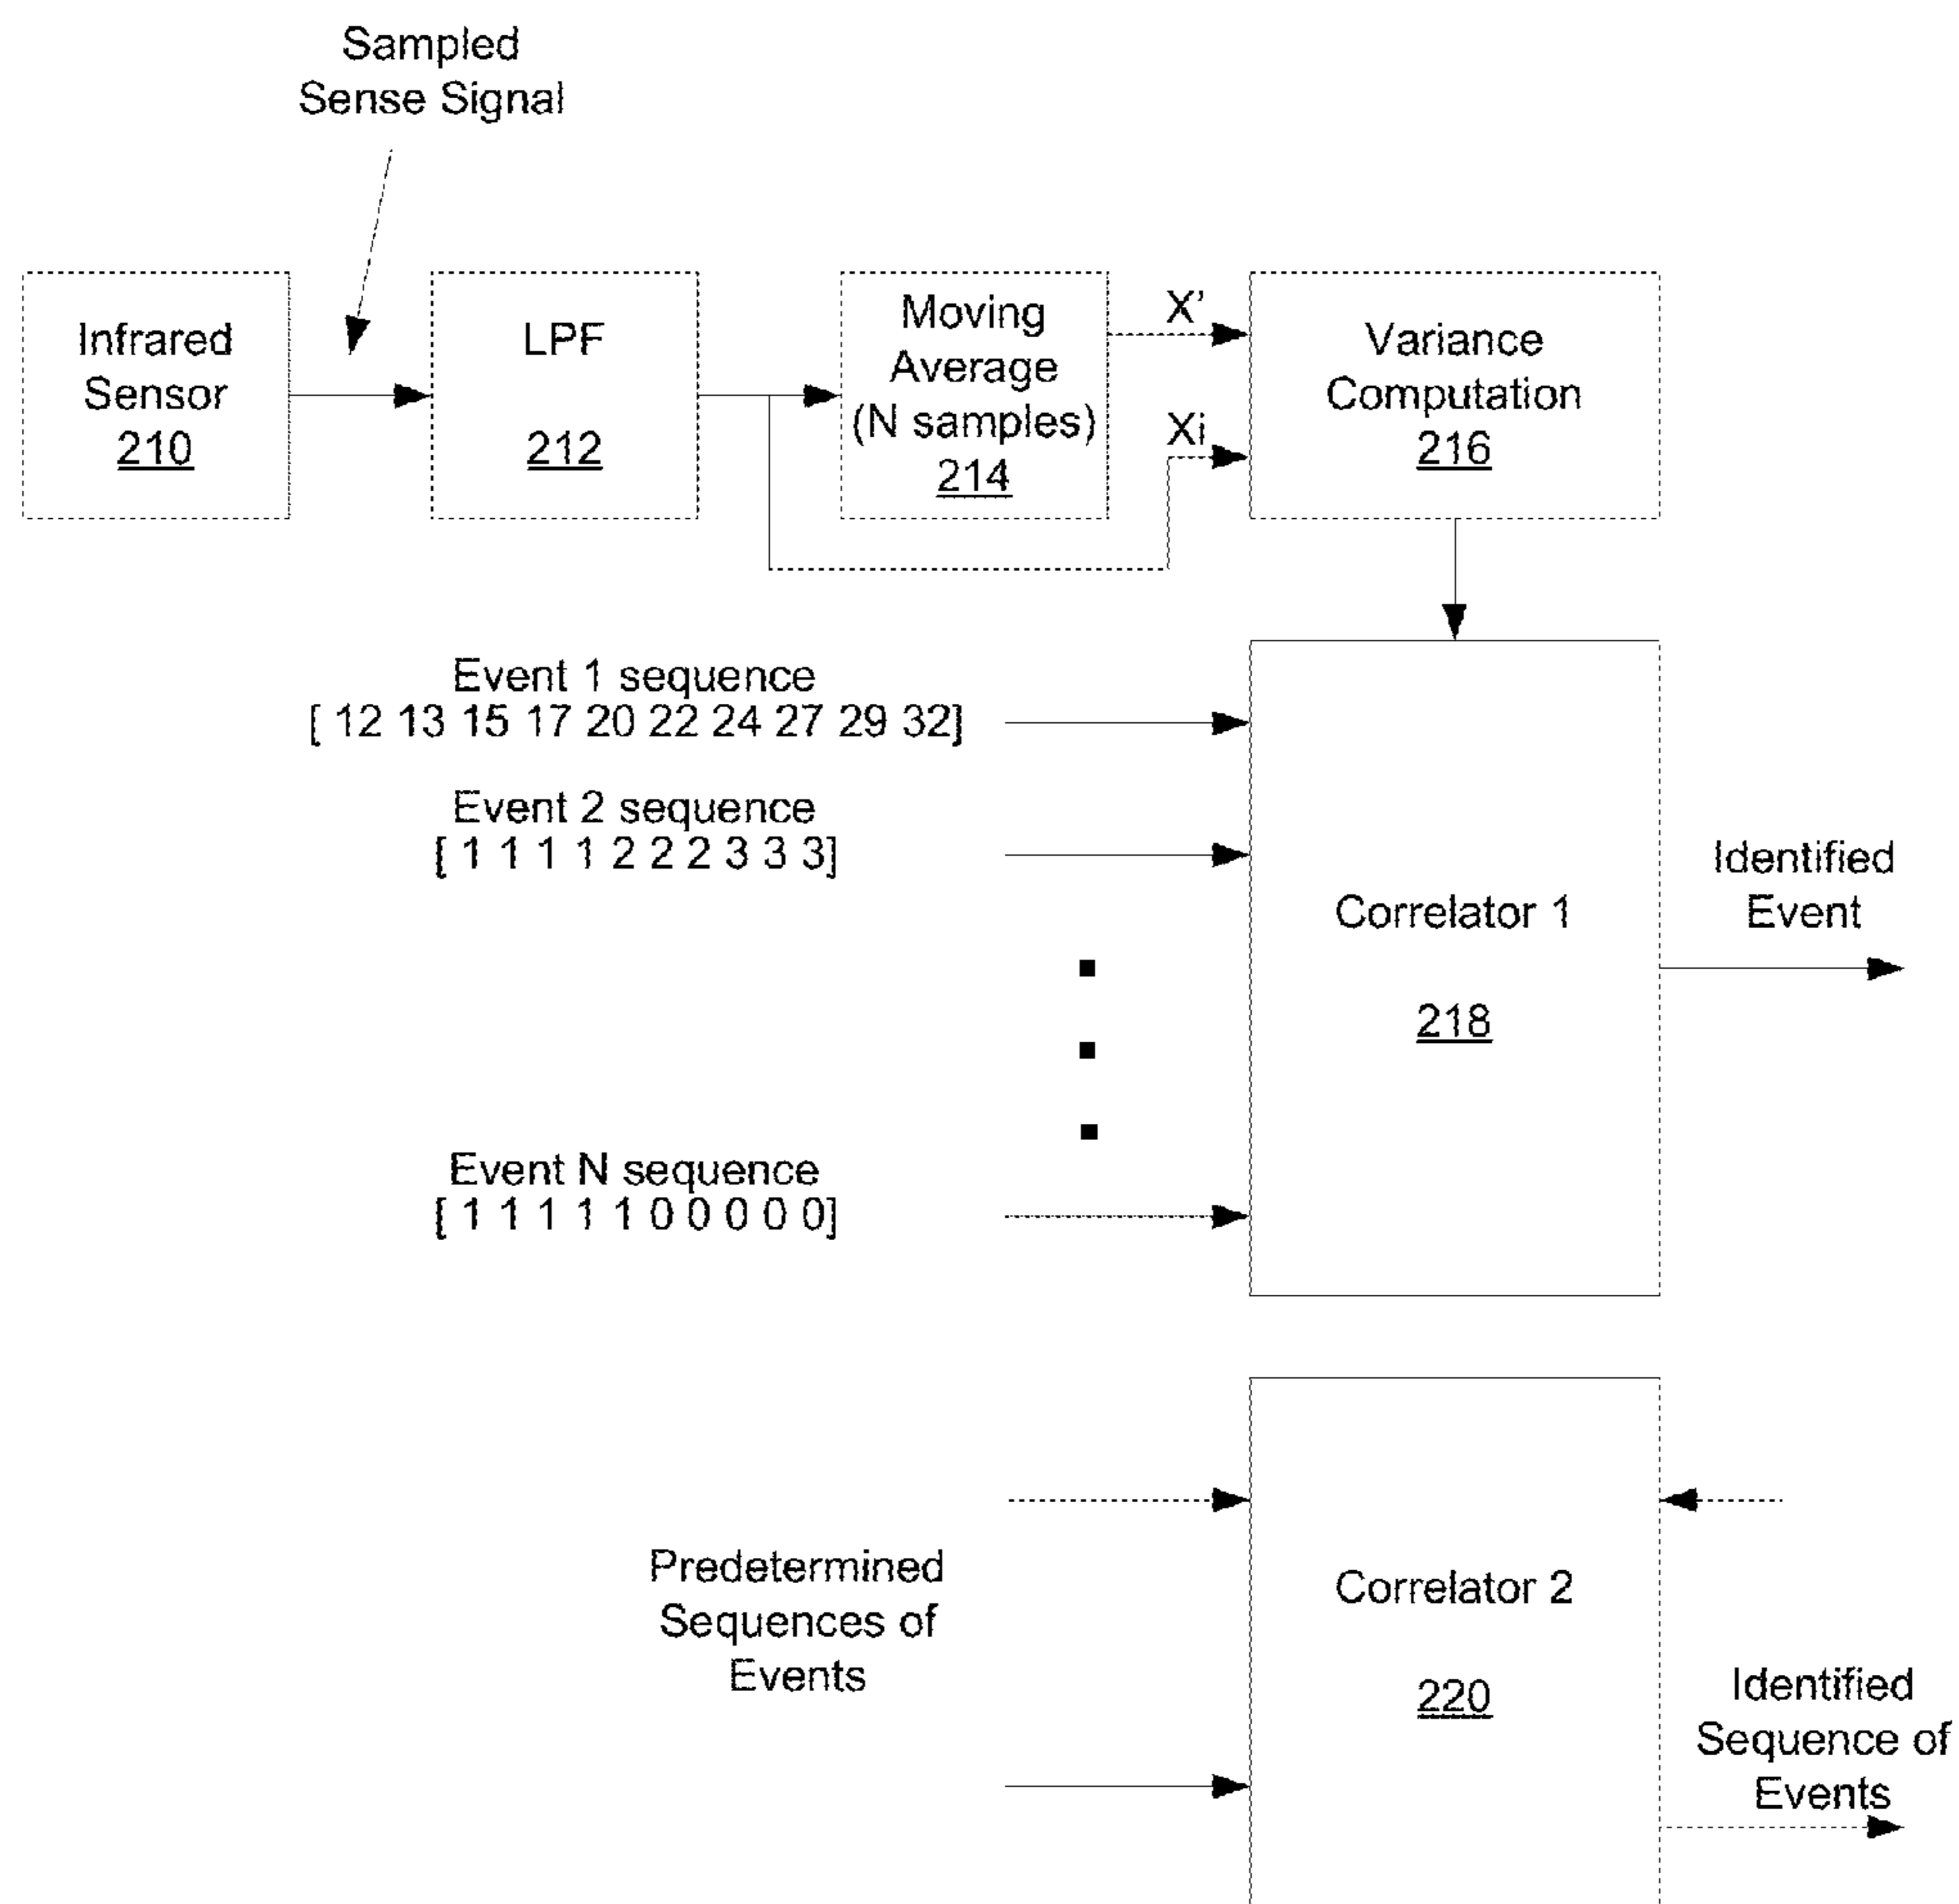 Sampled
Sense Signal
Infrared
Sensor
210
LPF
212
Moving
Average
(N samples)
214
X'
Xi
Variance
Computation
216
Event 1 sequence
[ 12 13 15 17 20 22 24 27 29 32]
Event 2 sequence
[ 1 1 1 1 2 2 2 3 3 3]
Event N sequence
[ 1 1 1 1 1 0 0 0 0 0]
Correlator 1
218
Identified
Event
Predetermined
Sequences of
Events
Correlator 2
220
Identified
Sequence of
Events